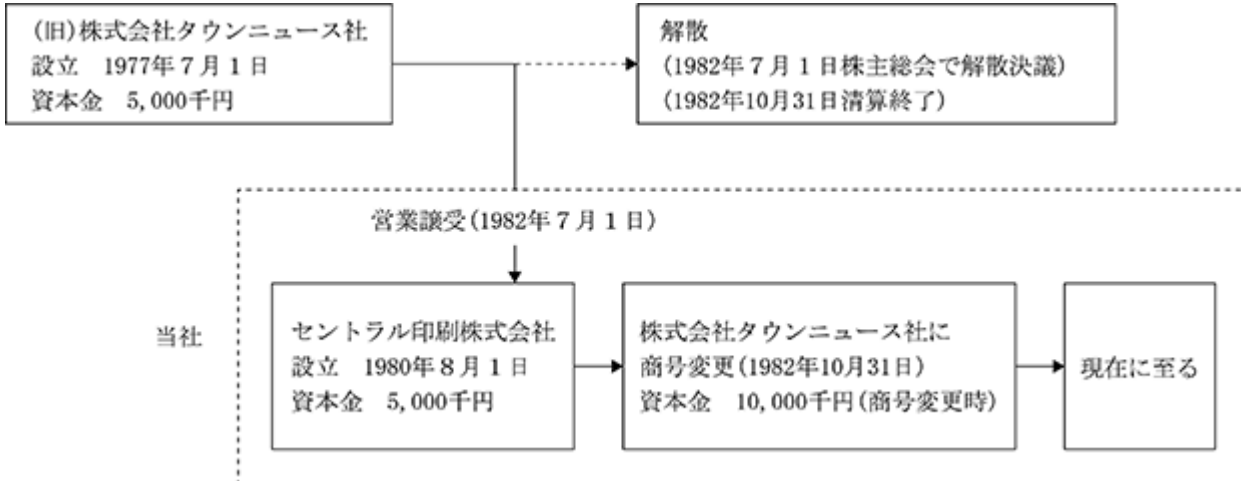 (旧)株式会社タウンニュース社
設立　1977年７月１日
資本金　5,000千円
解散
(1982年７月１日株主総会で解散決議)
(1982年10月31日清算終了)
営業譲受(1982年７月１日)
当社
セントラル印刷株式会社
設立　1980年８月１日
資本金　5,000千円
株式会社タウンニュース社に
商号変更(1982年10月31日)
資本金　10,000千円(商号変更時)
現在に至る